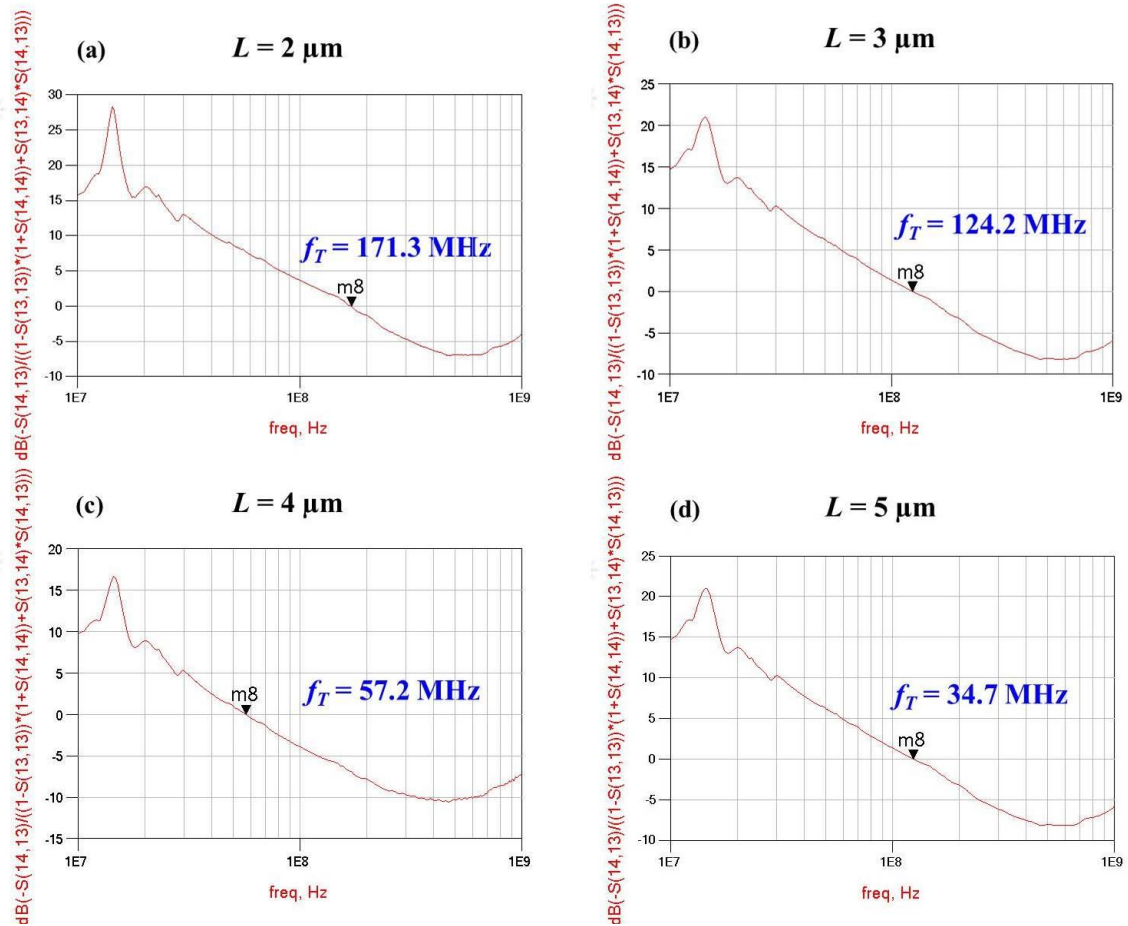 (a)
L = 2 µm
dB(-S(14,13)/((1-S(13,13))*(1+S(14,14))+S(13,14)*S(14,13)))
30
25
20
15
10
5
0
-5
-10
1E7
1E8
1E9
freq, Hz
f_T = 171.3 MHz
m8
(b)
L = 3 µm
dB(-S(14,13)/((1-S(13,13))*(1+S(14,14))+S(13,14)*S(14,13)))
25
20
15
10
5
0
-5
-10
1E7
1E8
1E9
freq, Hz
f_T = 124.2 MHz
m8
(c)
L = 4 µm
dB(-S(14,13)/((1-S(13,13))*(1+S(14,14))+S(13,14)*S(14,13)))
20
15
10
5
0
-5
-10
-15
1E7
1E8
1E9
freq, Hz
f_T = 57.2 MHz
m8
(d)
L = 5 µm
dB(-S(14,13)/((1-S(13,13))*(1+S(14,14))+S(13,14)*S(14,13)))
25
20
15
10
5
0
-5
-10
1E7
1E8
1E9
freq, Hz
f_T = 34.7 MHz
m8